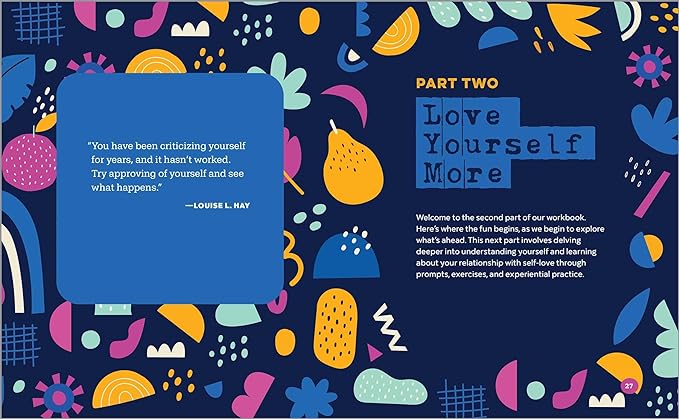 “You have been criticizing yourself
for years, and it hasn’t worked.
Try approving of yourself and see
what happens.”
—LOUISE L. HAY
PART TWO
Love
Yourself
More
Welcome to the second part of our workbook.
Here’s where the fun begins, as we begin to explore
what’s ahead. This next part involves delving
deeper into understanding yourself and learning
about your relationship with self-love through
prompts, exercises, and experiential practice.
27